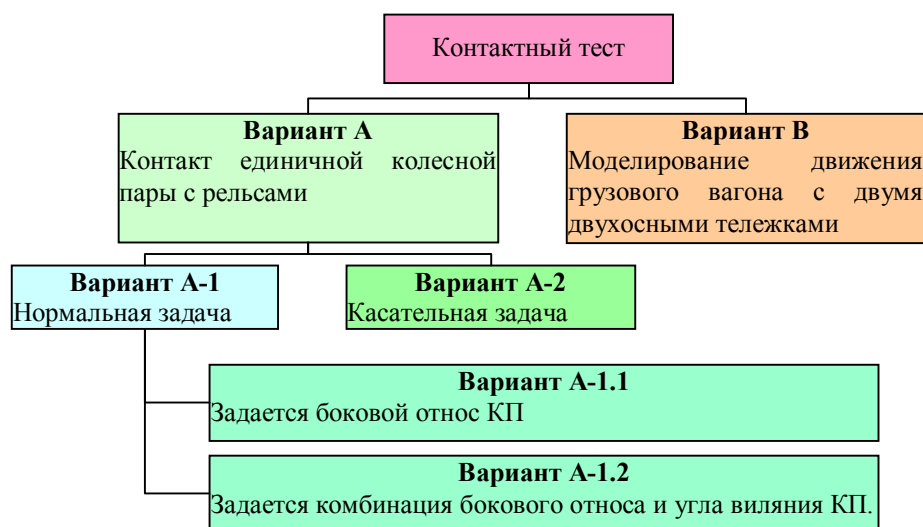 Контактный тест
Вариант А
Контакт единичной колесной
пары с рельсами
Вариант В
Моделирование движения
грузового вагона с двумя
двухосными тележками
Вариант А-1
Нормальная задача
Вариант А-2
Касательная задача
Вариант А-1.1
Задается боковой относ КП
Вариант А-1.2
Задается комбинация бокового относа и угла виляния КП.